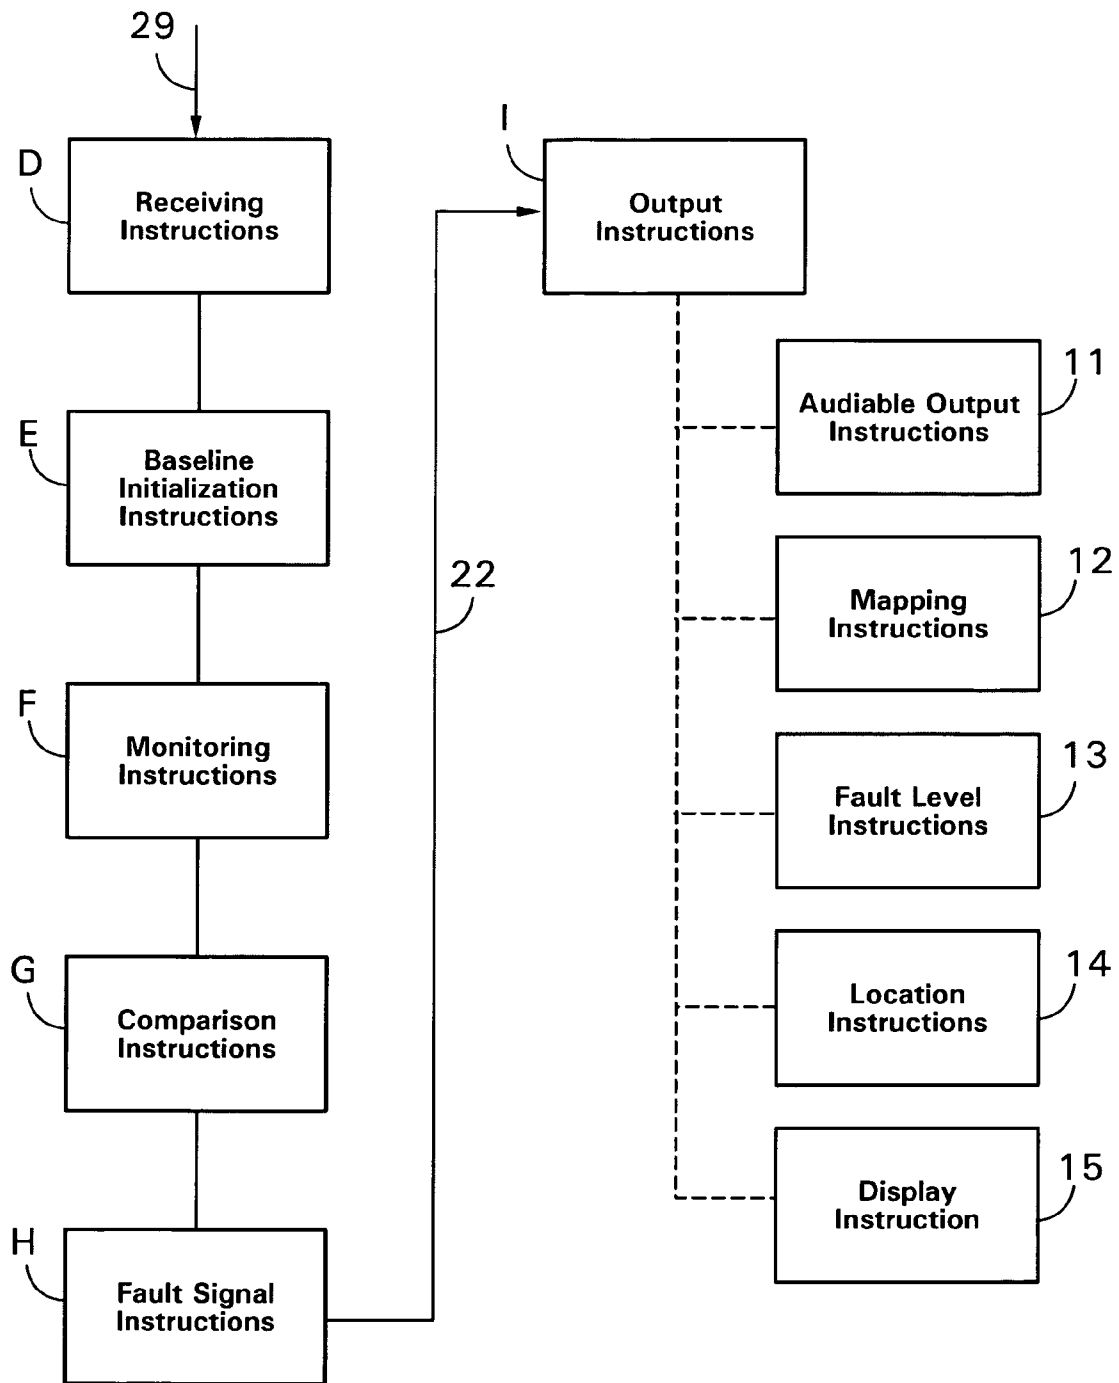 29
D
Receiving
Instructions
E
Baseline
Initialization
Instructions
F
Monitoring
Instructions
G
Comparison
Instructions
H
Fault Signal
Instructions
22
I
Output
Instructions
11
Audiable Output
Instructions
12
Mapping
Instructions
13
Fault Level
Instructions
14
Location
Instructions
15
Display
Instruction